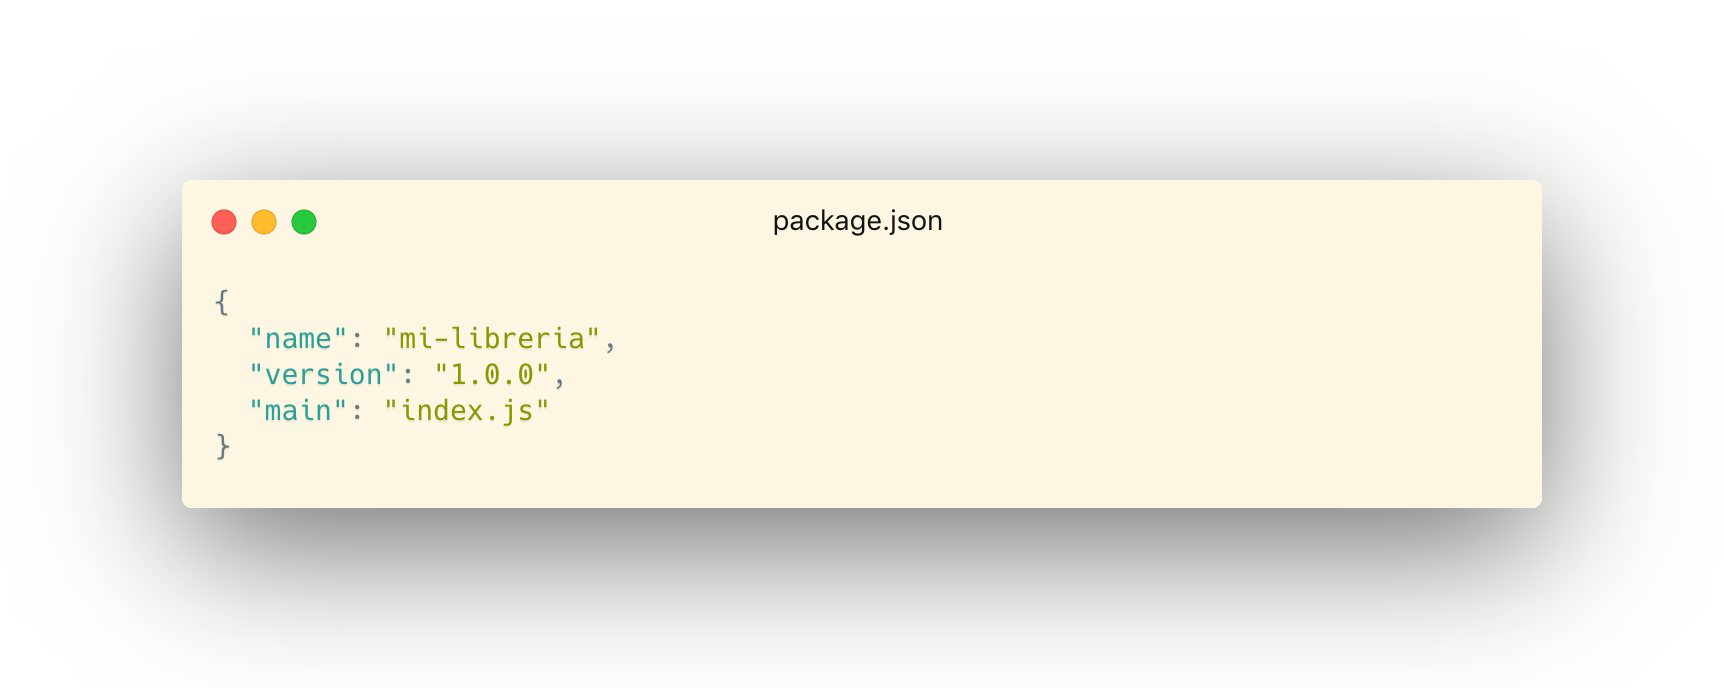 package.json
{
  "name": "mi-libreria",
  "version": "1.0.0",
  "main": "index.js"
}